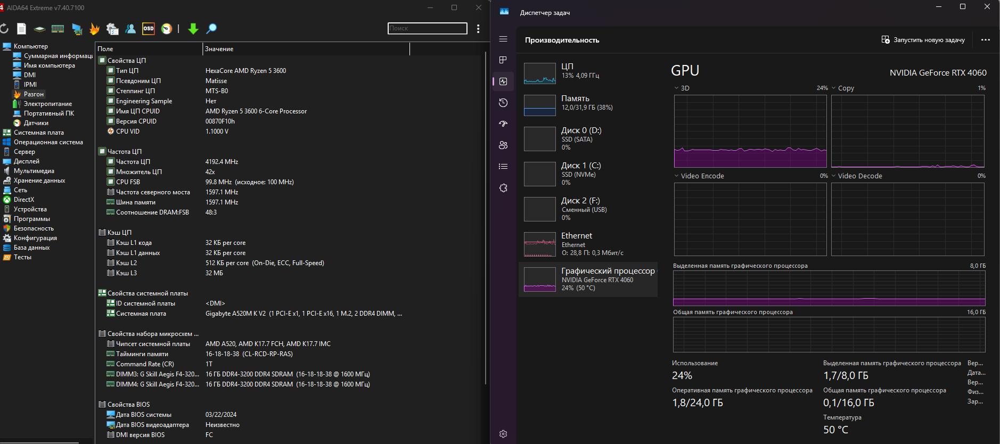 AIDA64 Extreme v7.40.7100
OSD
Поиск
Компьютер
Суммарная информаци
Имя компьютера
DMI
IPMI
Разгон
Электропитание
Портативный ПК
Датчики
Системная плата
Операционная система
Сервер
Дисплей
Мультимедиа
Хранение данных
Сеть
DirectX
Устройства
Программы
Безопасность
Конфигурация
База данных
Тесты
Поле Значение
Свойства ЦП
Тип ЦП HexaCore AMD Ryzen 5 3600
Псевдоним ЦП Matisse
Степпинг ЦП MTS-B0
Engineering Sample Нет
Имя ЦП CPUID AMD Ryzen 5 3600 6-Core Processor
Версия CPUID 00870F10h
CPU VID 1.1000 V
Частота ЦП
Частота ЦП 4192.4 MHz
Множитель ЦП 42x
CPU FSB 99.8 MHz (исходное: 100 MHz)
Частота северного моста 1597.1 MHz
Шина памяти 1597.1 MHz
Соотношение DRAM:FSB 48:3
Кэш ЦП
Кэш L1 кода 32 КБ per core
Кэш L1 данных 32 КБ per core
Кэш L2 512 КБ per core (On-Die, ECC, Full-Speed)
Кэш L3 32 МБ
Свойства системной платы
ID системной платы <DMI>
Системная плата Gigabyte A520M K V2 (1 PCI-E x1, 1 PCI-E x16, 1 M.2, 2 DDR4 DIMM, ...
Свойства набора микросхем ...
Чипсет системной платы AMD A520, AMD K17.7 FCH, AMD K17.7 IMC
Тайминги памяти 16-18-18-38 (CL-RCD-RP-RAS)
Command Rate (CR) 1T
DIMM3: G Skill Aegis F4-320... 16 ГБ DDR4-3200 DDR4 SDRAM (16-18-18-38 @ 1600 МГц)
DIMM4: G Skill Aegis F4-320... 16 ГБ DDR4-3200 DDR4 SDRAM (16-18-18-38 @ 1600 МГц)
Свойства BIOS
Дата BIOS системы 03/22/2024
Дата BIOS видеоадаптера Неизвестно
DMI версия BIOS FC
Диспетчер задач
Производительность
Запустить новую задачу
ЦП
13% 4,09 ГГц
Память
12,0/31,9 ГБ (38%)
Диск 0 (D:)
SSD (SATA)
0%
Диск 1 (C:)
SSD (NVMe)
0%
Диск 2 (F:)
Сменный (USB)
0%
Ethernet
Ethernet
О: 28,8 П: 0,3 Мбит/с
Графический процессор
NVIDIA GeForce RTX 4060
24% (50 °C)
GPU NVIDIA GeForce RTX 4060
3D 24% Copy 1%
Video Encode 0% Video Decode 0%
Выделенная память графического процессора 8,0 ГБ
Общая память графического процессора 16,0 ГБ
Использование
24%
Выделенная память графического процессора
1,7/8,0 ГБ
Оперативная память графического процессора
1,8/24,0 ГБ
Общая память графического процессора
0,1/16,0 ГБ
Температура
50 °C
Вер...
Дата...
Вер...
Физ...
Зар...